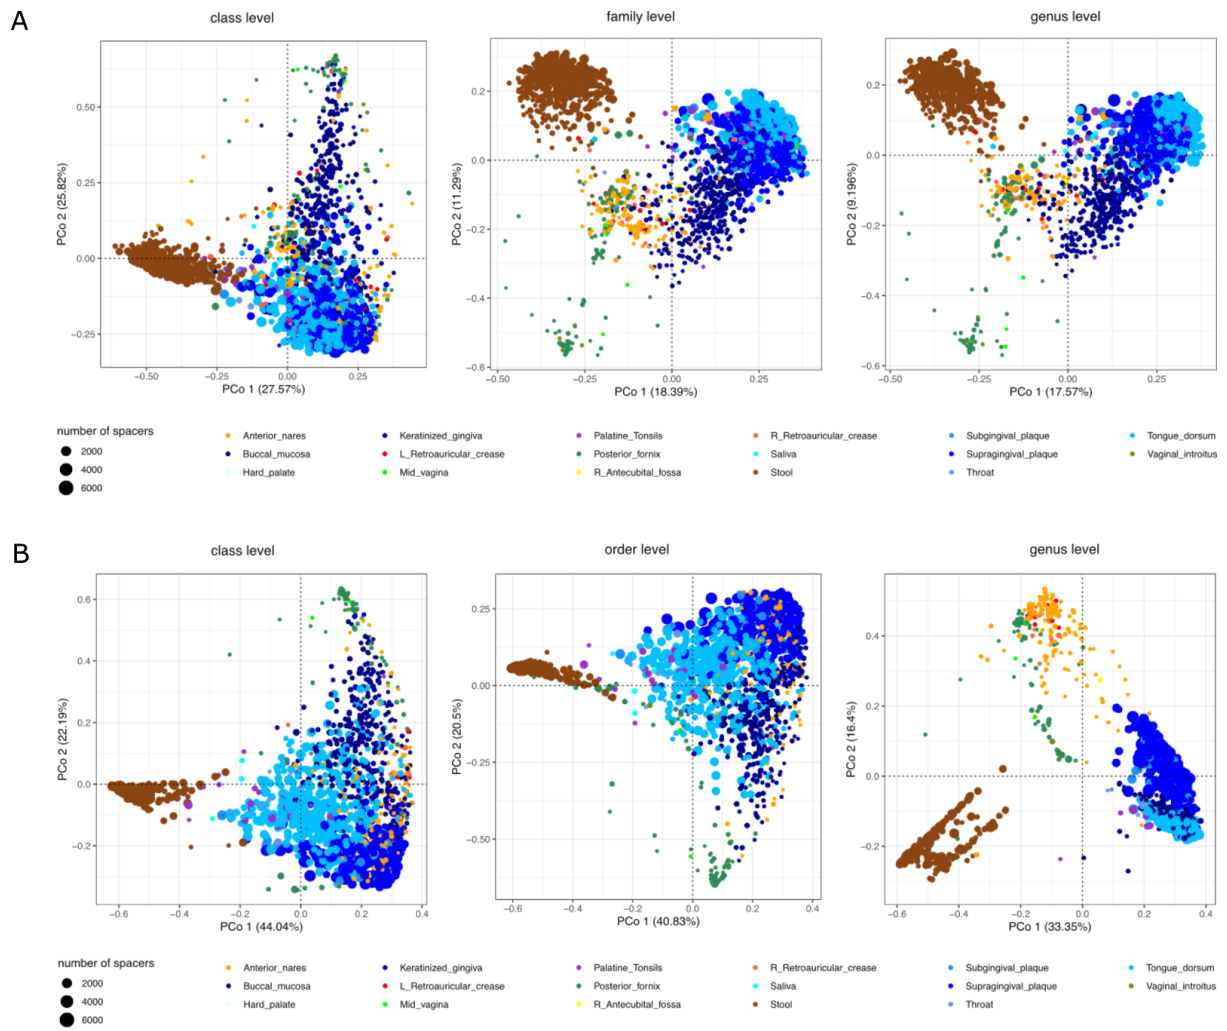 A
class level
family level
genus level
0.50
0.25
0.00
−0.25
PCo 2 (25.82%)
−0.50
−0.25
0.00
0.25
PCo 1 (27.57%)
0.2
0.0
−0.2
−0.4
−0.6
PCo 2 (11.29%)
−0.50
−0.25
0.00
0.25
PCo 1 (18.39%)
0.2
0.0
−0.2
−0.4
−0.6
PCo 2 (9.196%)
−0.50
−0.25
0.00
0.25
PCo 1 (17.57%)
number of spacers
2000
4000
6000
Anterior_nares
Keratinized_gingiva
Palatine_Tonsils
R_Retroauricular_crease
Subgingival_plaque
Tongue_dorsum
Buccal_mucosa
L_Retroauricular_crease
Posterior_fornix
Saliva
Supragingival_plaque
Vaginal_introitus
Hard_palate
Mid_vagina
R_Antecubital_fossa
Stool
Throat
B
class level
order level
genus level
0.6
0.4
0.2
0.0
−0.2
PCo 2 (22.19%)
−0.6
−0.4
−0.2
0.0
0.2
0.4
PCo 1 (44.04%)
0.25
0.00
−0.25
−0.50
PCo 2 (20.5%)
−0.6
−0.4
−0.2
0.0
0.2
0.4
PCo 1 (40.83%)
0.4
0.2
0.0
−0.2
PCo 2 (16.4%)
−0.6
−0.4
−0.2
0.0
0.2
0.4
PCo 1 (33.35%)
number of spacers
2000
4000
6000
Anterior_nares
Keratinized_gingiva
Palatine_Tonsils
R_Retroauricular_crease
Subgingival_plaque
Tongue_dorsum
Buccal_mucosa
L_Retroauricular_crease
Posterior_fornix
Saliva
Supragingival_plaque
Vaginal_introitus
Hard_palate
Mid_vagina
R_Antecubital_fossa
Stool
Throat